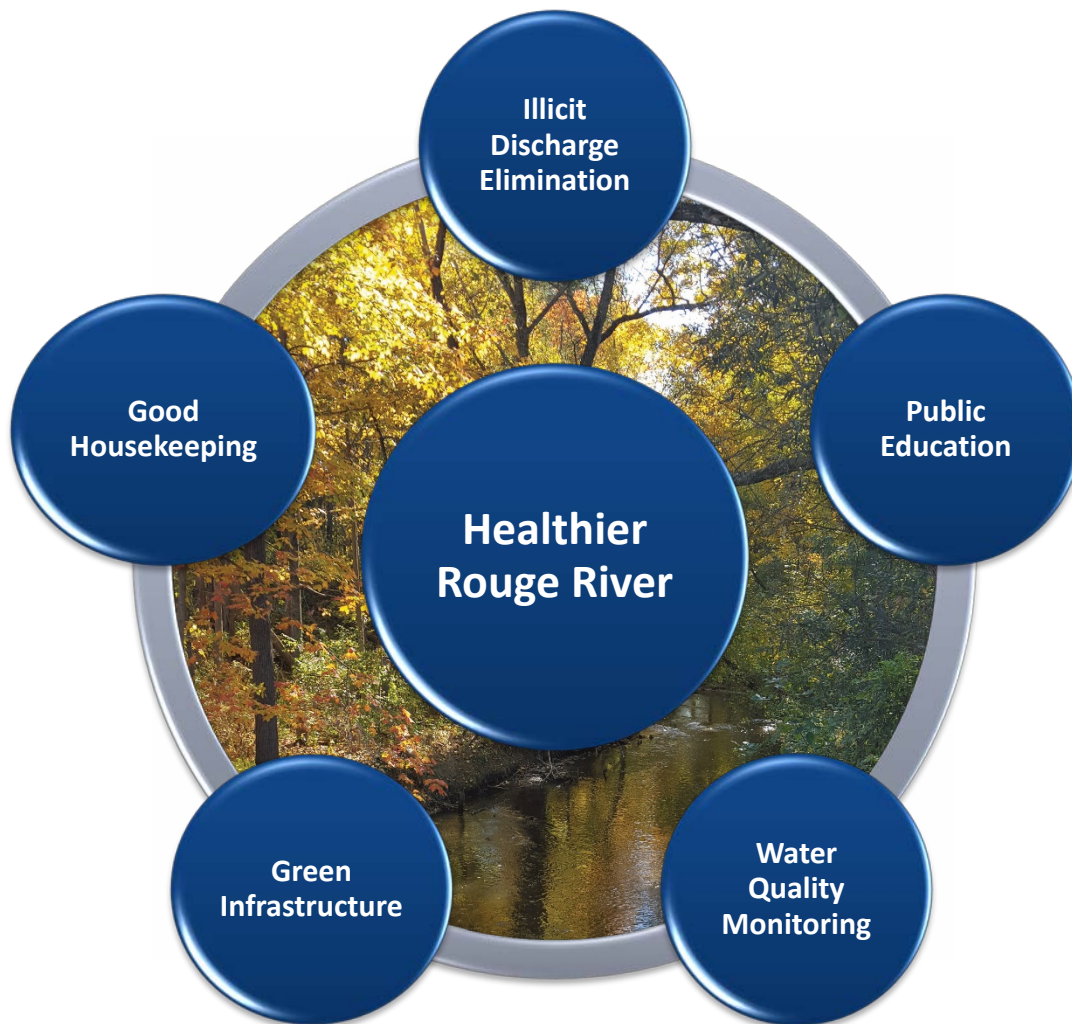 Illicit
Discharge
Elimination
Good
Housekeeping
Public
Education
Healthier
Rouge River
Green
Infrastructure
Water
Quality
Monitoring